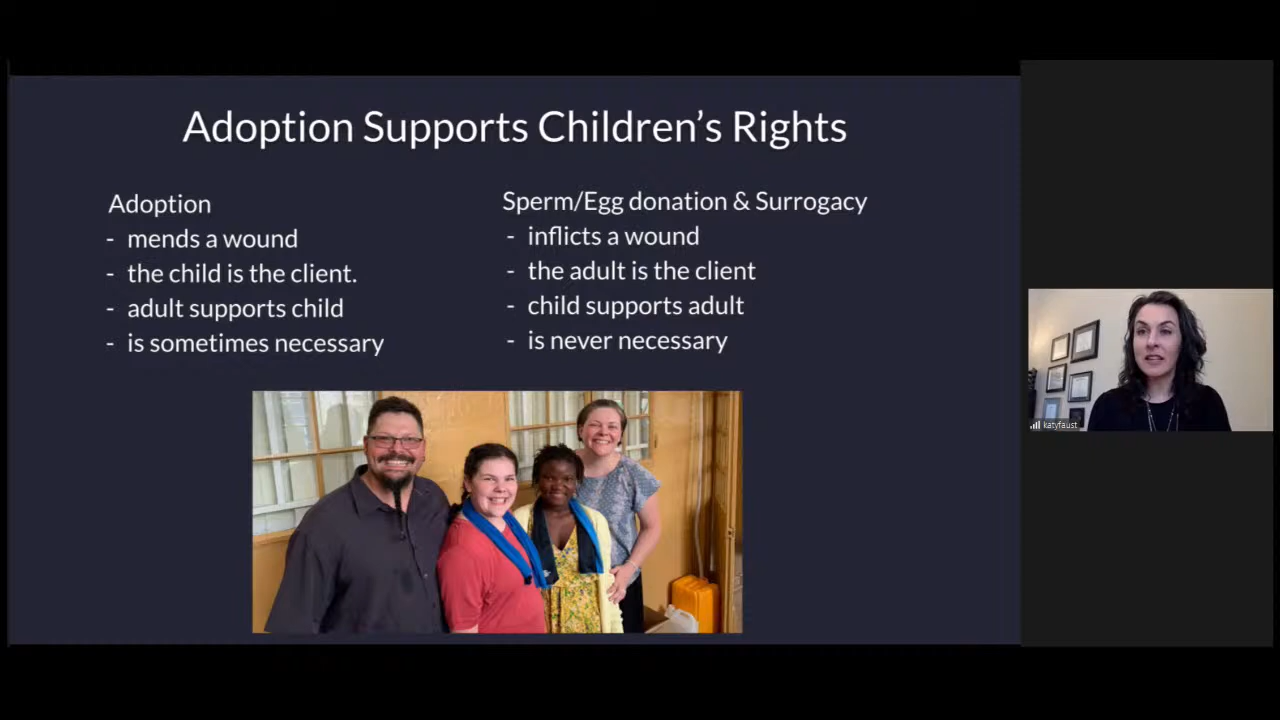 Adoption Supports Children’s Rights
Adoption
- mends a wound
- the child is the client.
- adult supports child
- is sometimes necessary
Sperm/Egg donation & Surrogacy
- inflicts a wound
- the adult is the client
- child supports adult
- is never necessary
katyfaust